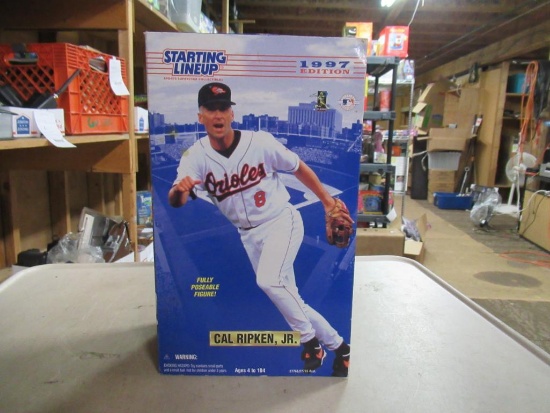 STARTING
LINEUP
1997
EDITION
Orioles
8
FULLY
POSEABLE
FIGURE!
CAL RIPKEN, JR.
WARNING:
Ages 4 to 104